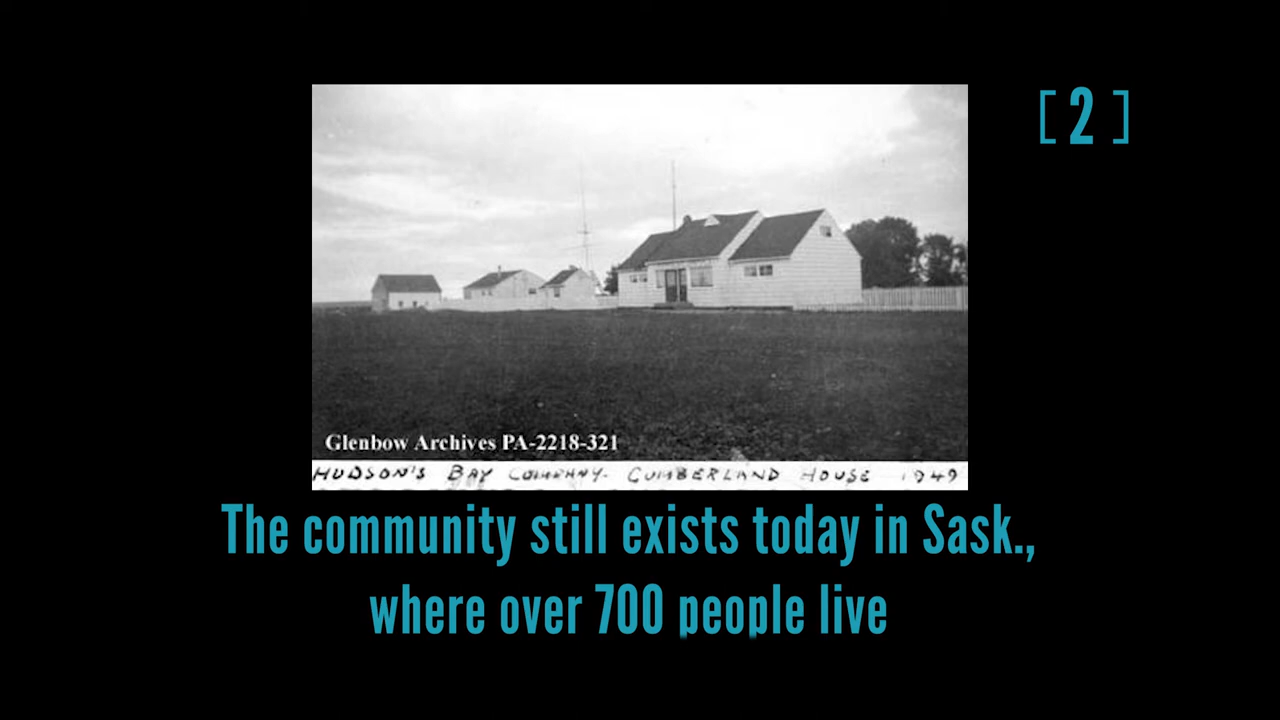 [ 2 ]
Glenbow Archives PA-2218-321
HUDSON'S BAY COMPANY- CUMBERLAND HOUSE 1949
The community still exists today in Sask.,
where over 700 people live